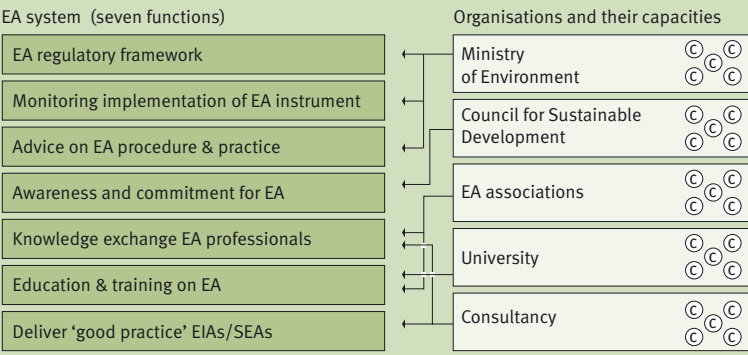 EA system (seven functions)
EA regulatory framework
Monitoring implementation of EA instrument
Advice on EA procedure & practice
Awareness and commitment for EA
Knowledge exchange EA professionals
Education & training on EA
Deliver ‘good practice’ EIAs/SEAs
Organisations and their capacities
Ministry
of Environment
C C
C
C C
Council for Sustainable
Development
C C
C
C C
EA associations
C C
C
C C
University
C C
C
C C
Consultancy
C C
C
C C